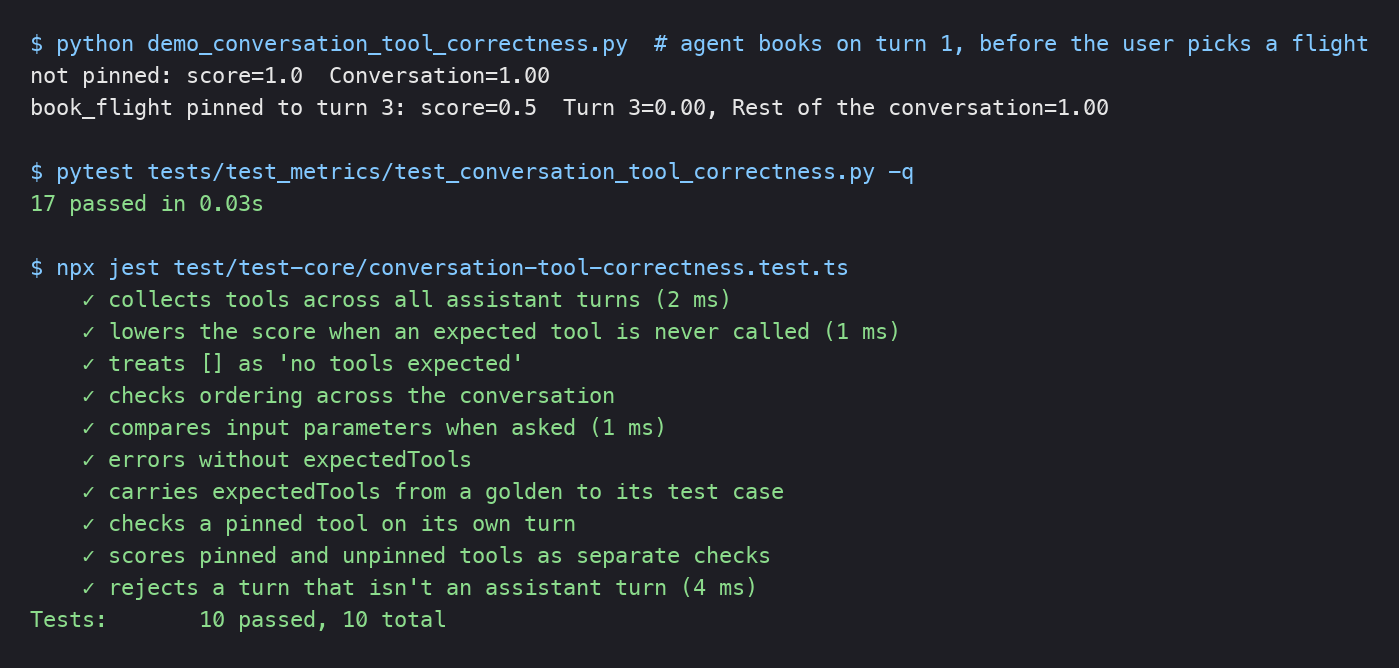 $ python demo_conversation_tool_correctness.py  # agent books on turn 1, before the user picks a flight
not pinned: score=1.0  Conversation=1.00
book_flight pinned to turn 3: score=0.5  Turn 3=0.00, Rest of the conversation=1.00
$ pytest tests/test_metrics/test_conversation_tool_correctness.py -q
17 passed in 0.03s
$ npx jest test/test-core/conversation-tool-correctness.test.ts
✓ collects tools across all assistant turns (2 ms)
✓ lowers the score when an expected tool is never called (1 ms)
✓ treats [] as 'no tools expected'
✓ checks ordering across the conversation
✓ compares input parameters when asked (1 ms)
✓ errors without expectedTools
✓ carries expectedTools from a golden to its test case
✓ checks a pinned tool on its own turn
✓ scores pinned and unpinned tools as separate checks
✓ rejects a turn that isn't an assistant turn (4 ms)
Tests:       10 passed, 10 total